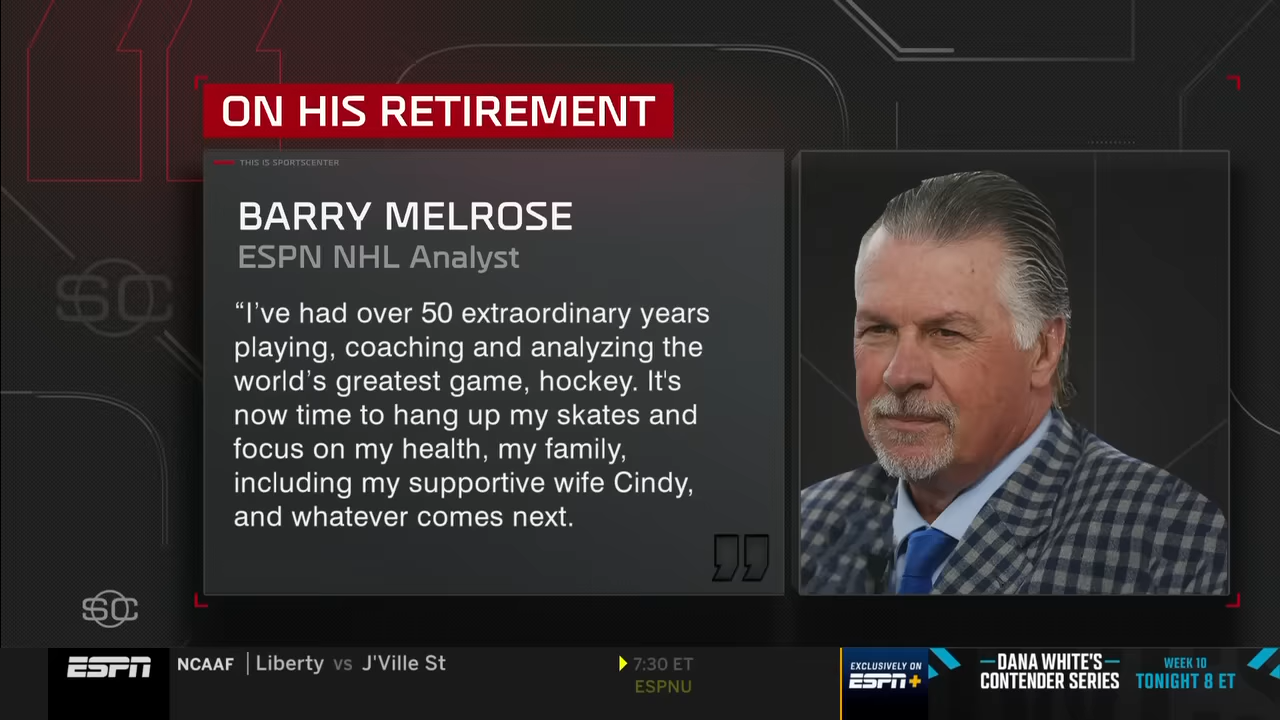 ON HIS RETIREMENT
THIS IS SPORTSCENTER
BARRY MELROSE
ESPN NHL Analyst
“I’ve had over 50 extraordinary years
playing, coaching and analyzing the
world’s greatest game, hockey. It's
now time to hang up my skates and
focus on my health, my family,
including my supportive wife Cindy,
and whatever comes next.
SC
SC
ESPN
NCAAF | Liberty vs J'Ville St
7:30 ET
ESPNU
EXCLUSIVELY ON
ESPN+
DANA WHITE'S
CONTENDER SERIES
WEEK 10
TONIGHT 8 ET